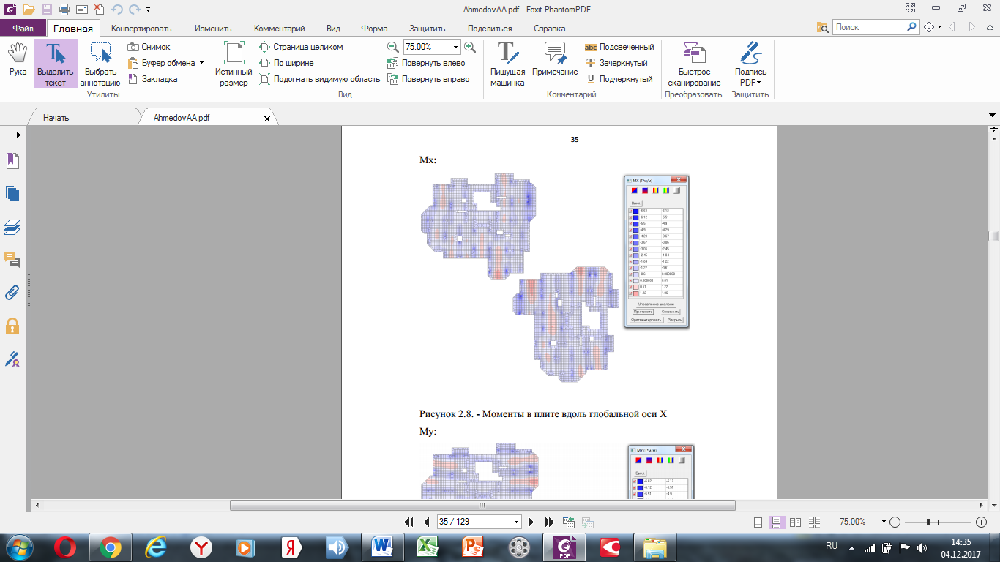 AhmedovAA.pdf - Foxit PhantomPDF
Файл Главная Конвертировать Изменить Комментарий Вид Форма Защитить Поделиться Справка Поиск
Рука
Выделить текст
Выбрать аннотацию
Снимок
Буфер обмена
Закладка
Утилиты
Истинный размер
Страница целиком
По ширине
Подогнать видимую область
75.00%
Повернуть влево
Повернуть вправо
Вид
Пишущая машинка
Примечание
abc Подсвеченный
Зачеркнутый
Подчеркнутый
Комментарий
Быстрое сканирование
Преобразовать
Подпись PDF
Защитить
Начать AhmedovAA.pdf
35
Mx:
MX (Т*м/м)
Выкл.
-6.62 -6.12
-6.12 -5.51
-5.51 -4.9
-4.9 -4.29
-4.29 -3.67
-3.67 -3.06
-3.06 -2.45
-2.45 -1.84
-1.84 -1.22
-1.22 -0.61
-0.61 0.000000
0.000000 0.61
0.61 1.22
1.22 1.96
Управление шкалами
Применить Сохранить
Фрагментировать Закрыть
Рисунок 2.8. - Моменты в плите вдоль глобальной оси X
My:
MY (Т*м/м)
Выкл.
-6.62 -6.12
-6.12 -5.51
-5.51 -4.9
35 / 129
75.00%
RU
14:35
04.12.2017